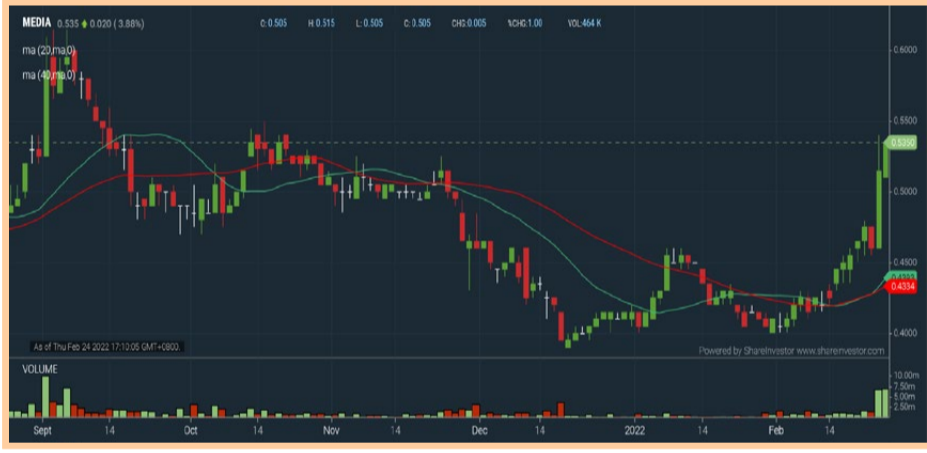 MEDIA 0.535 0.020 ( 3.88%) O: 0.505 H: 0.515 L: 0.505 C: 0.505 CHG:0.005 %CHG:1.00 VOL:464 K
ma (20,ma,0)
ma (40,ma,0)
0.6000
0.5500
0.5350
0.5000
0.4500
0.4334
0.4000
As of Thu Feb 24 2022 17:10:05 GMT+0800.
Powered by ShareInvestor www.shareinvestor.com
VOLUME
10.00m
7.50m
5.00m
2.50m
Sept 14 Oct 14 Nov 14 Dec 14 2022 14 Feb 14